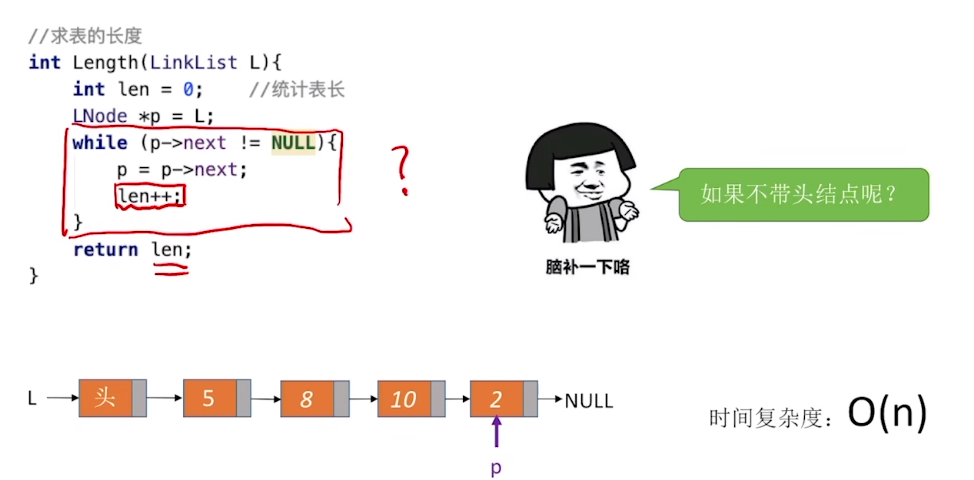 //求表的长度
int Length(LinkList L){
int len = 0; //统计表长
LNode *p = L;
while (p->next != NULL){
p = p->next;
len++;
}
return len;
}
?
如果不带头结点呢？
脑补一下咯
L 头 5 8 10 2 NULL
p
时间复杂度：O(n)